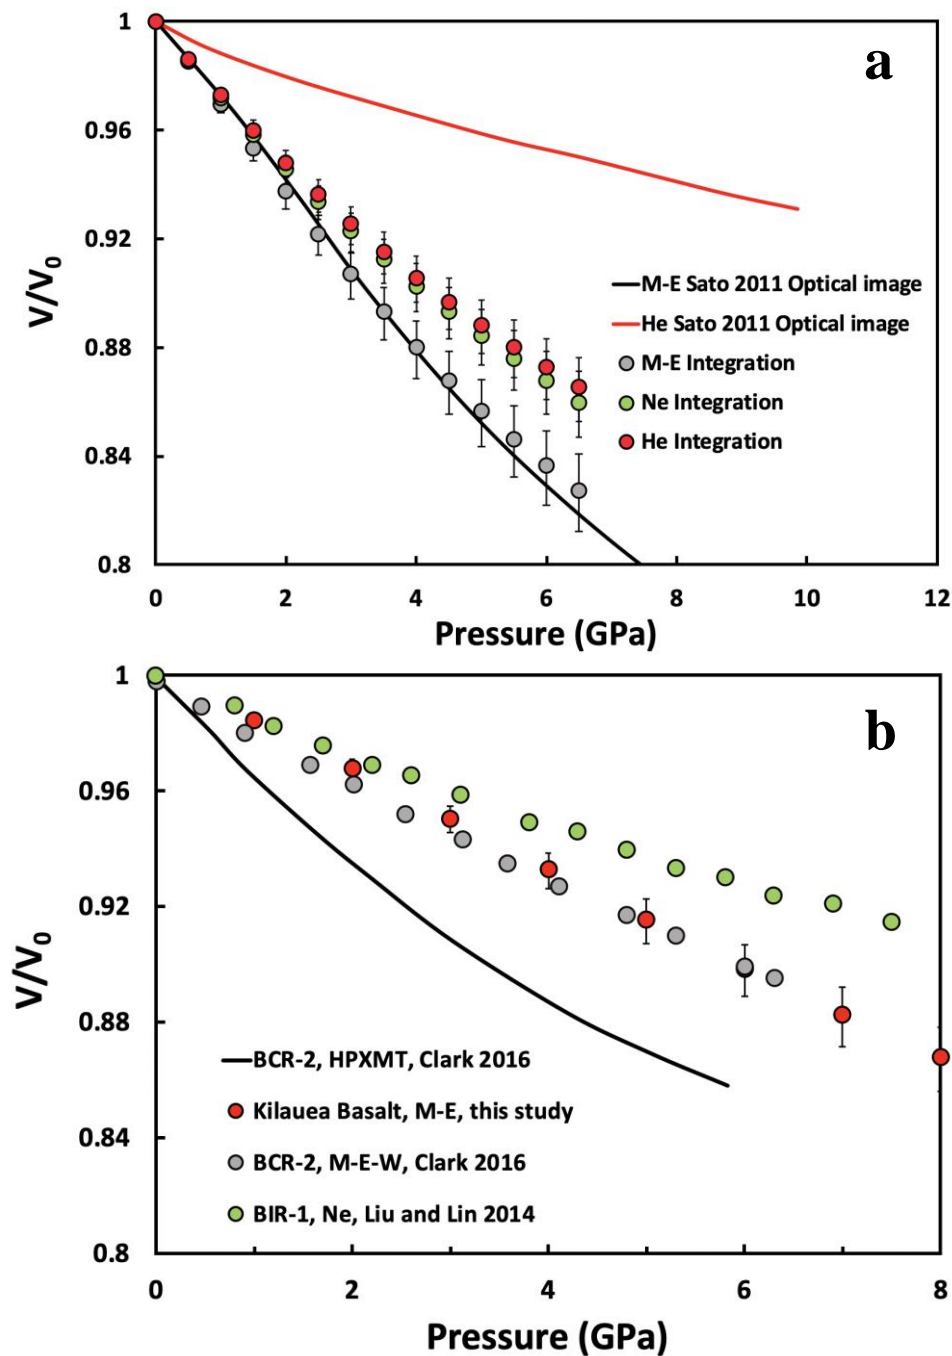 a
1
0.96
0.92
0.88
0.84
0.8
V/V0
M-E Sato 2011 Optical image
He Sato 2011 Optical image
M-E Integration
Ne Integration
He Integration
0 2 4 6 8 10 12
Pressure (GPa)
b
1
0.96
0.92
0.88
0.84
0.8
V/V0
BCR-2, HPXMT, Clark 2016
Kilauea Basalt, M-E, this study
BCR-2, M-E-W, Clark 2016
BIR-1, Ne, Liu and Lin 2014
0 2 4 6 8
Pressure (GPa)